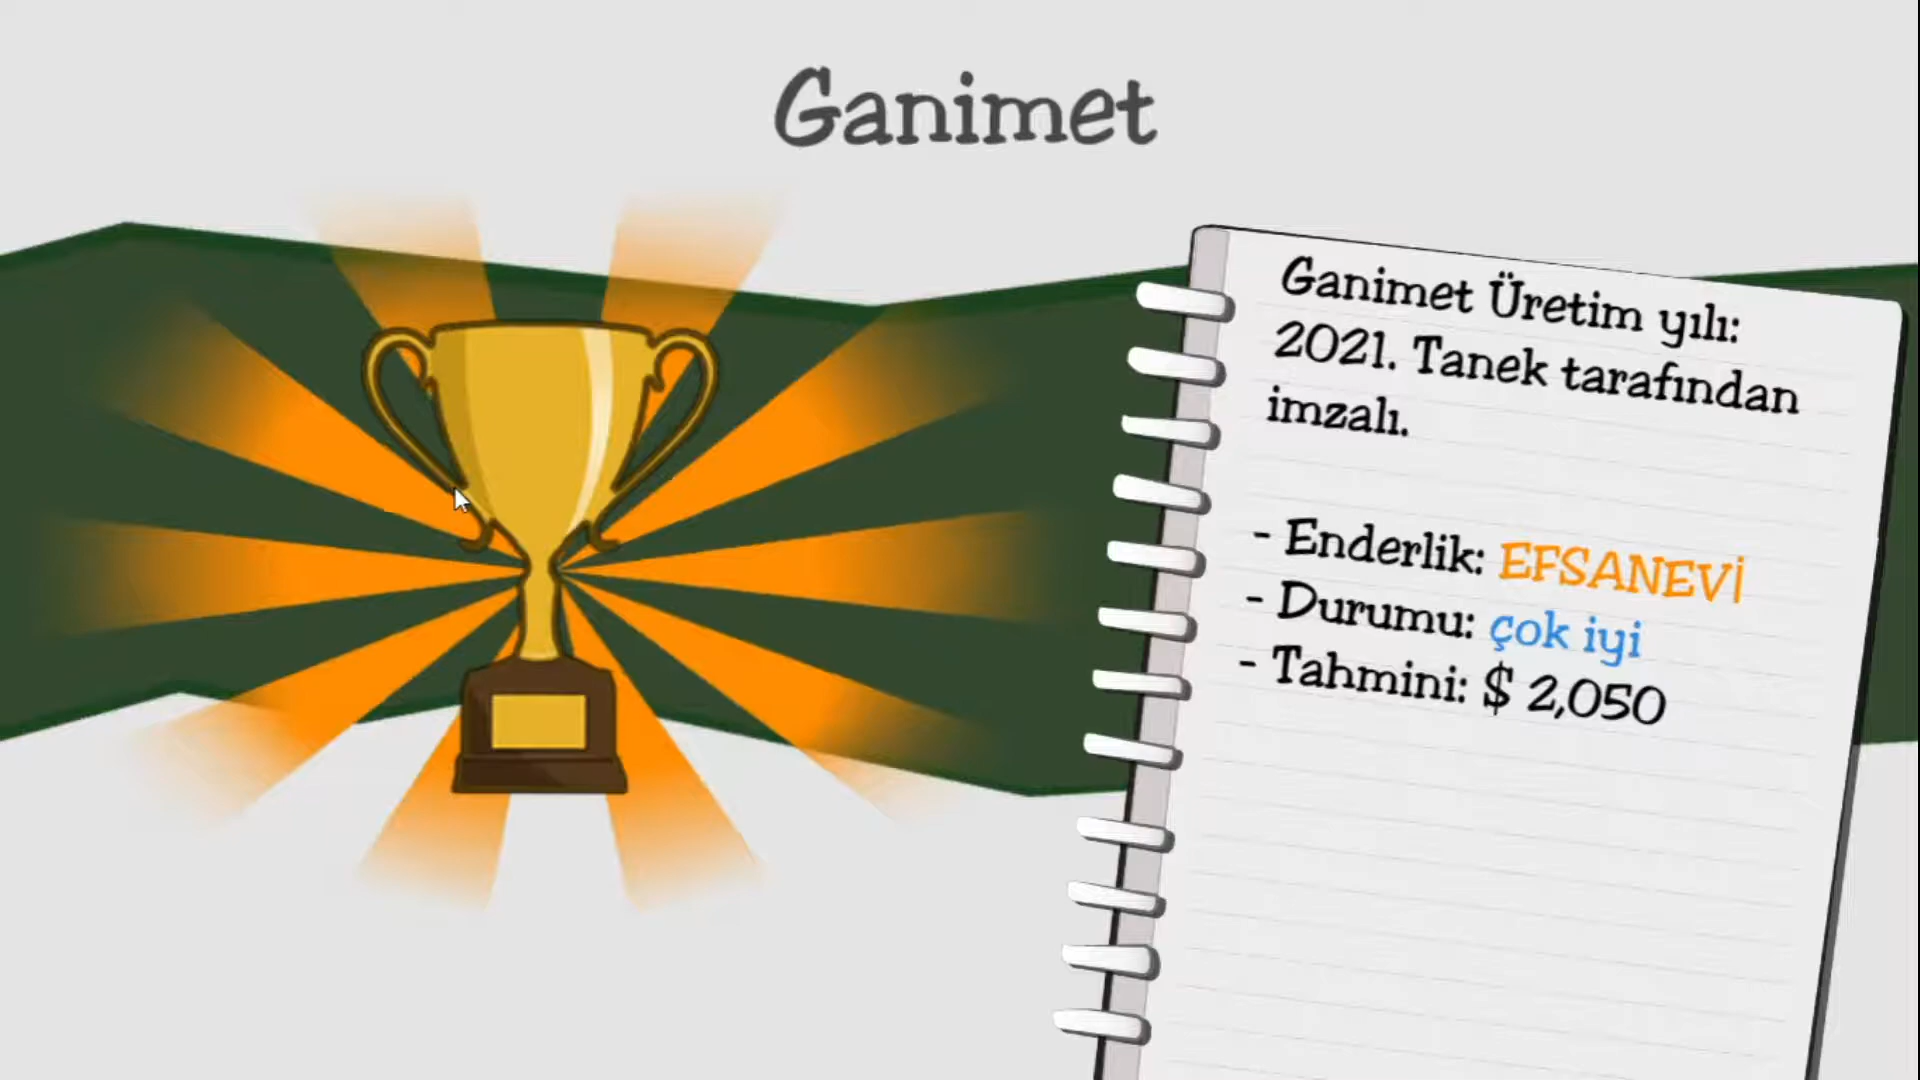 Ganimet
Ganimet Üretim yılı:
2021. Tanek tarafından
imzalı.
- Enderlik: EFSANEVİ
- Durumu: çok iyi
- Tahmini: $ 2,050